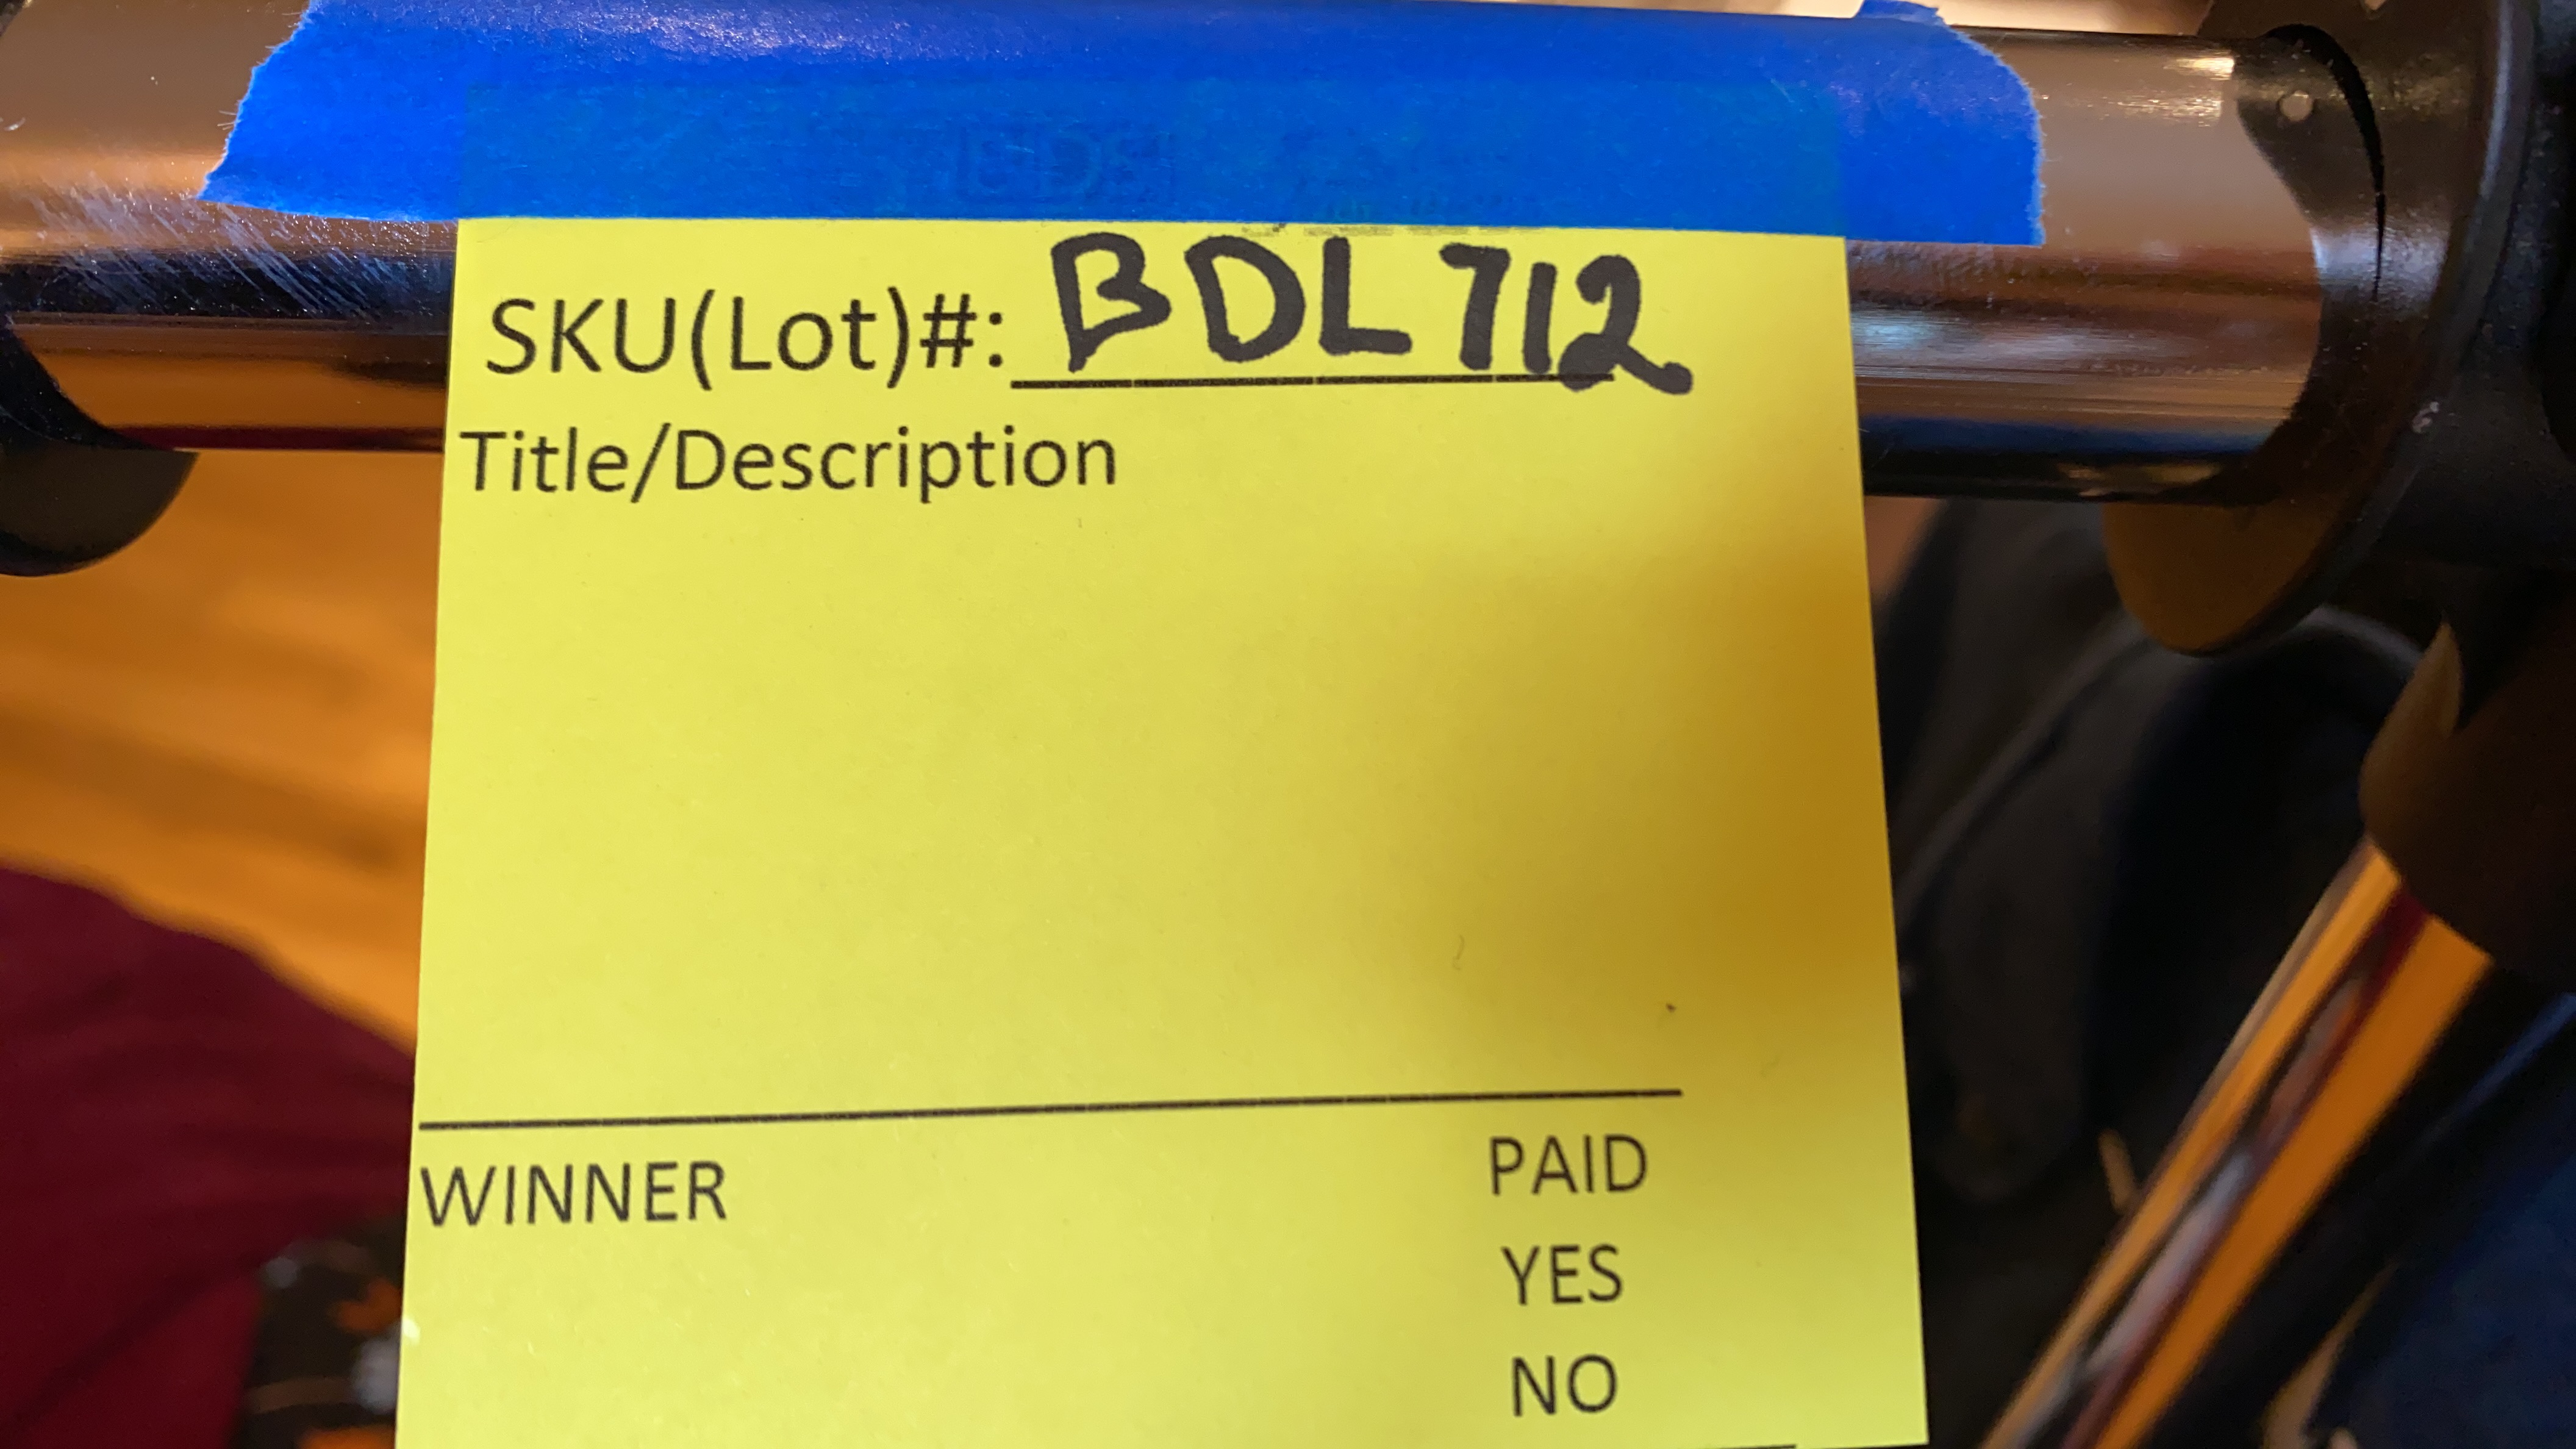 SKU(Lot)#: BDL712
Title/Description
WINNER
PAID
YES
NO